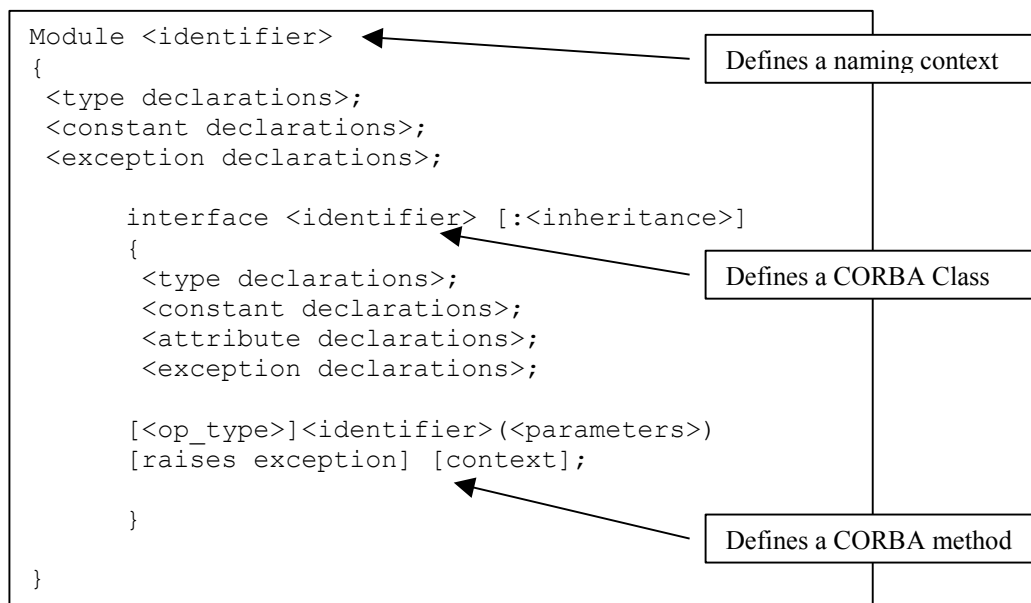 Module <identifier>
{
<type declarations>;
<constant declarations>;
<exception declarations>;
interface <identifier> [:<inheritance>]
{
<type declarations>;
<constant declarations>;
<attribute declarations>;
<exception declarations>;
[<op_type>]<identifier>(<parameters>)
[raises exception] [context];
}
}
Defines a naming context
Defines a CORBA Class
Defines a CORBA method